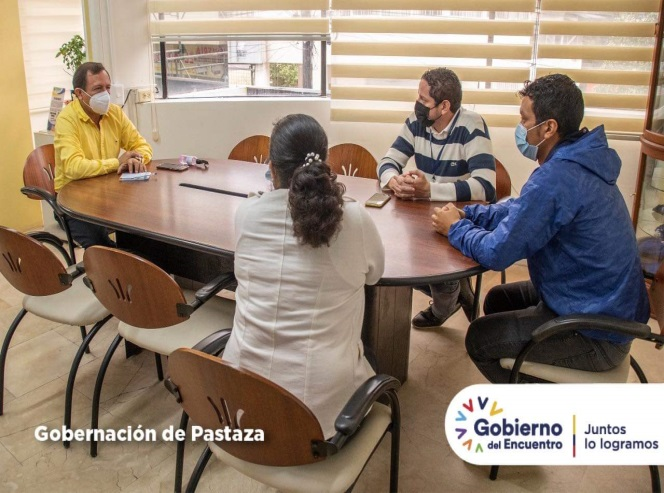 Gobernación de Pastaza
Gobierno
del Encuentro
Juntos
lo logramos